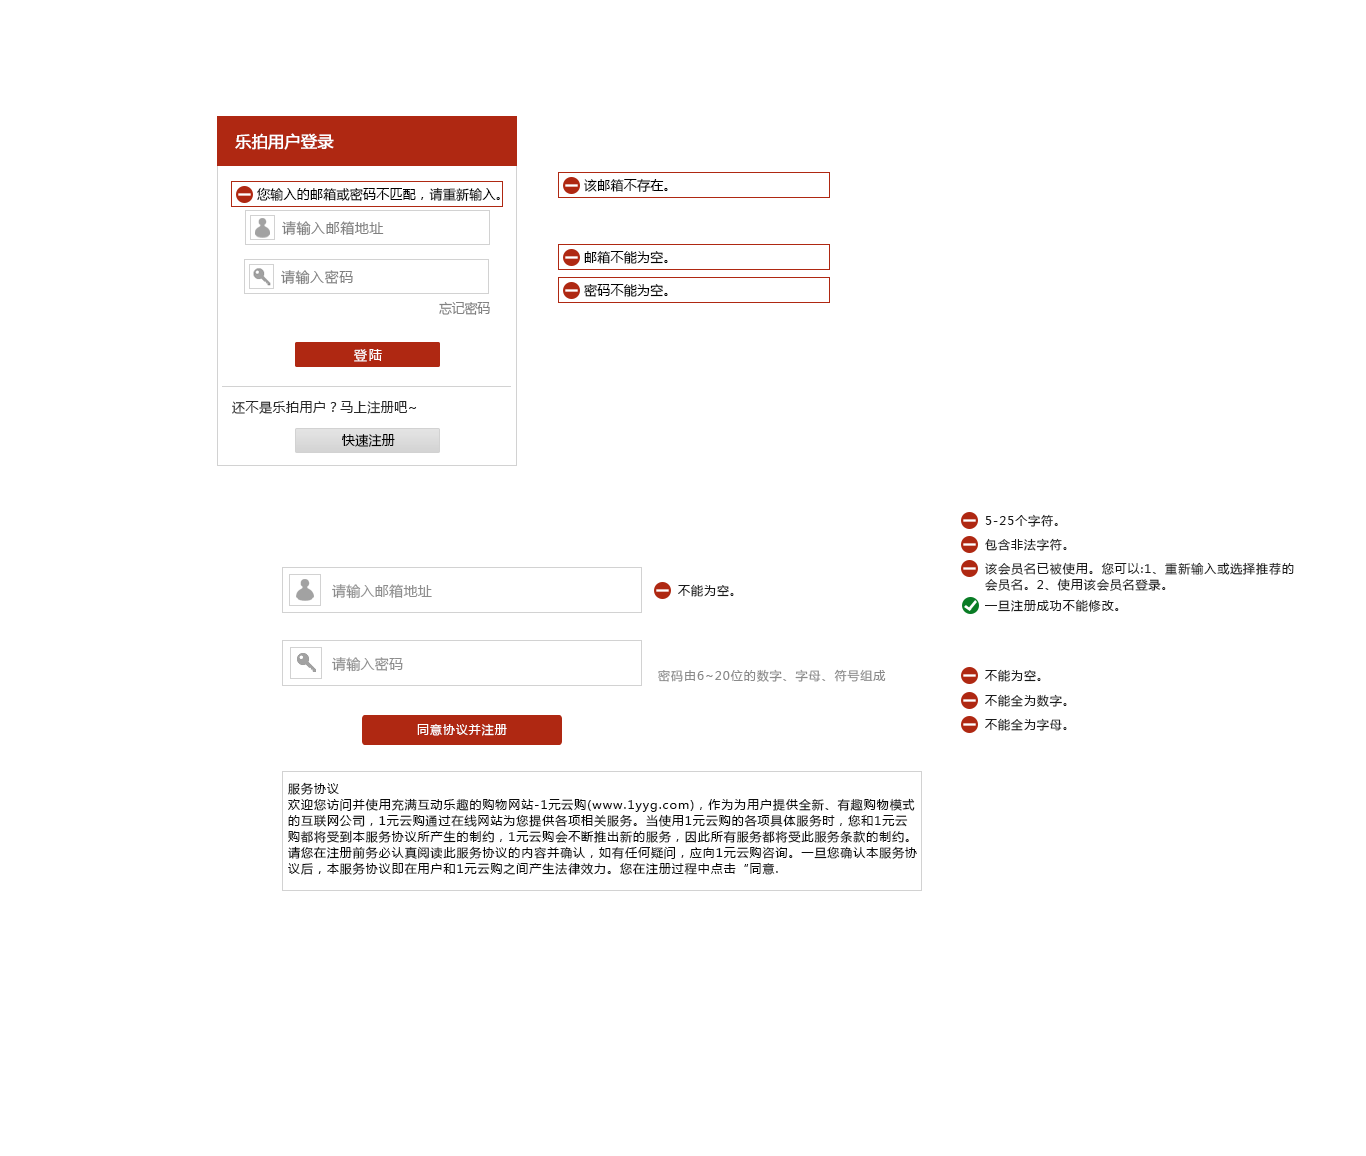 乐拍用户登录
您输入的邮箱或密码不匹配，请重新输入。
请输入邮箱地址
请输入密码
忘记密码
登陆
还不是乐拍用户？马上注册吧~
快速注册
该邮箱不存在。
邮箱不能为空。
密码不能为空。
请输入邮箱地址
不能为空。
请输入密码
密码由6~20位的数字、字母、符号组成
同意协议并注册
5-25个字符。
包含非法字符。
该会员名已被使用。您可以:1、重新输入或选择推荐的
会员名。2、使用该会员名登录。
一旦注册成功不能修改。
不能为空。
不能全为数字。
不能全为字母。
服务协议
欢迎您访问并使用充满互动乐趣的购物网站-1元云购(www.1yyg.com)，作为为用户提供全新、有趣购物模式
的互联网公司，1元云购通过在线网站为您提供各项相关服务。当使用1元云购的各项具体服务时，您和1元云
购都将受到本服务协议所产生的制约，1元云购会不断推出新的服务，因此所有服务都将受此服务条款的制约。
请您在注册前务必认真阅读此服务协议的内容并确认，如有任何疑问，应向1元云购咨询。一旦您确认本服务协
议后，本服务协议即在用户和1元云购之间产生法律效力。您在注册过程中点击“同意.